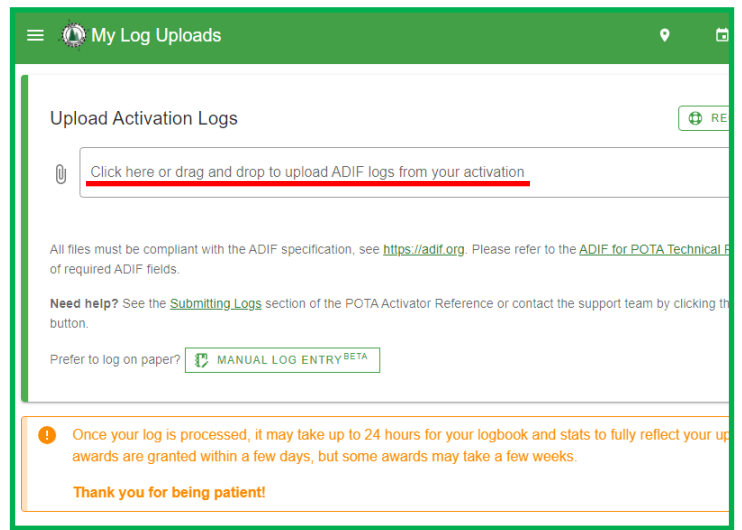 My Log Uploads
Upload Activation Logs
Click here or drag and drop to upload ADIF logs from your activation
All files must be compliant with the ADIF specification, see https://adif.org. Please refer to the ADIF for POTA Technical
of required ADIF fields.
Need help? See the Submitting Logs section of the POTA Activator Reference or contact the support team by clicking
button.
Prefer to log on paper? MANUAL LOG ENTRY BETA
Once your log is processed, it may take up to 24 hours for your logbook and stats to fully reflect your
awards are granted within a few days, but some awards may take a few weeks.
Thank you for being patient!